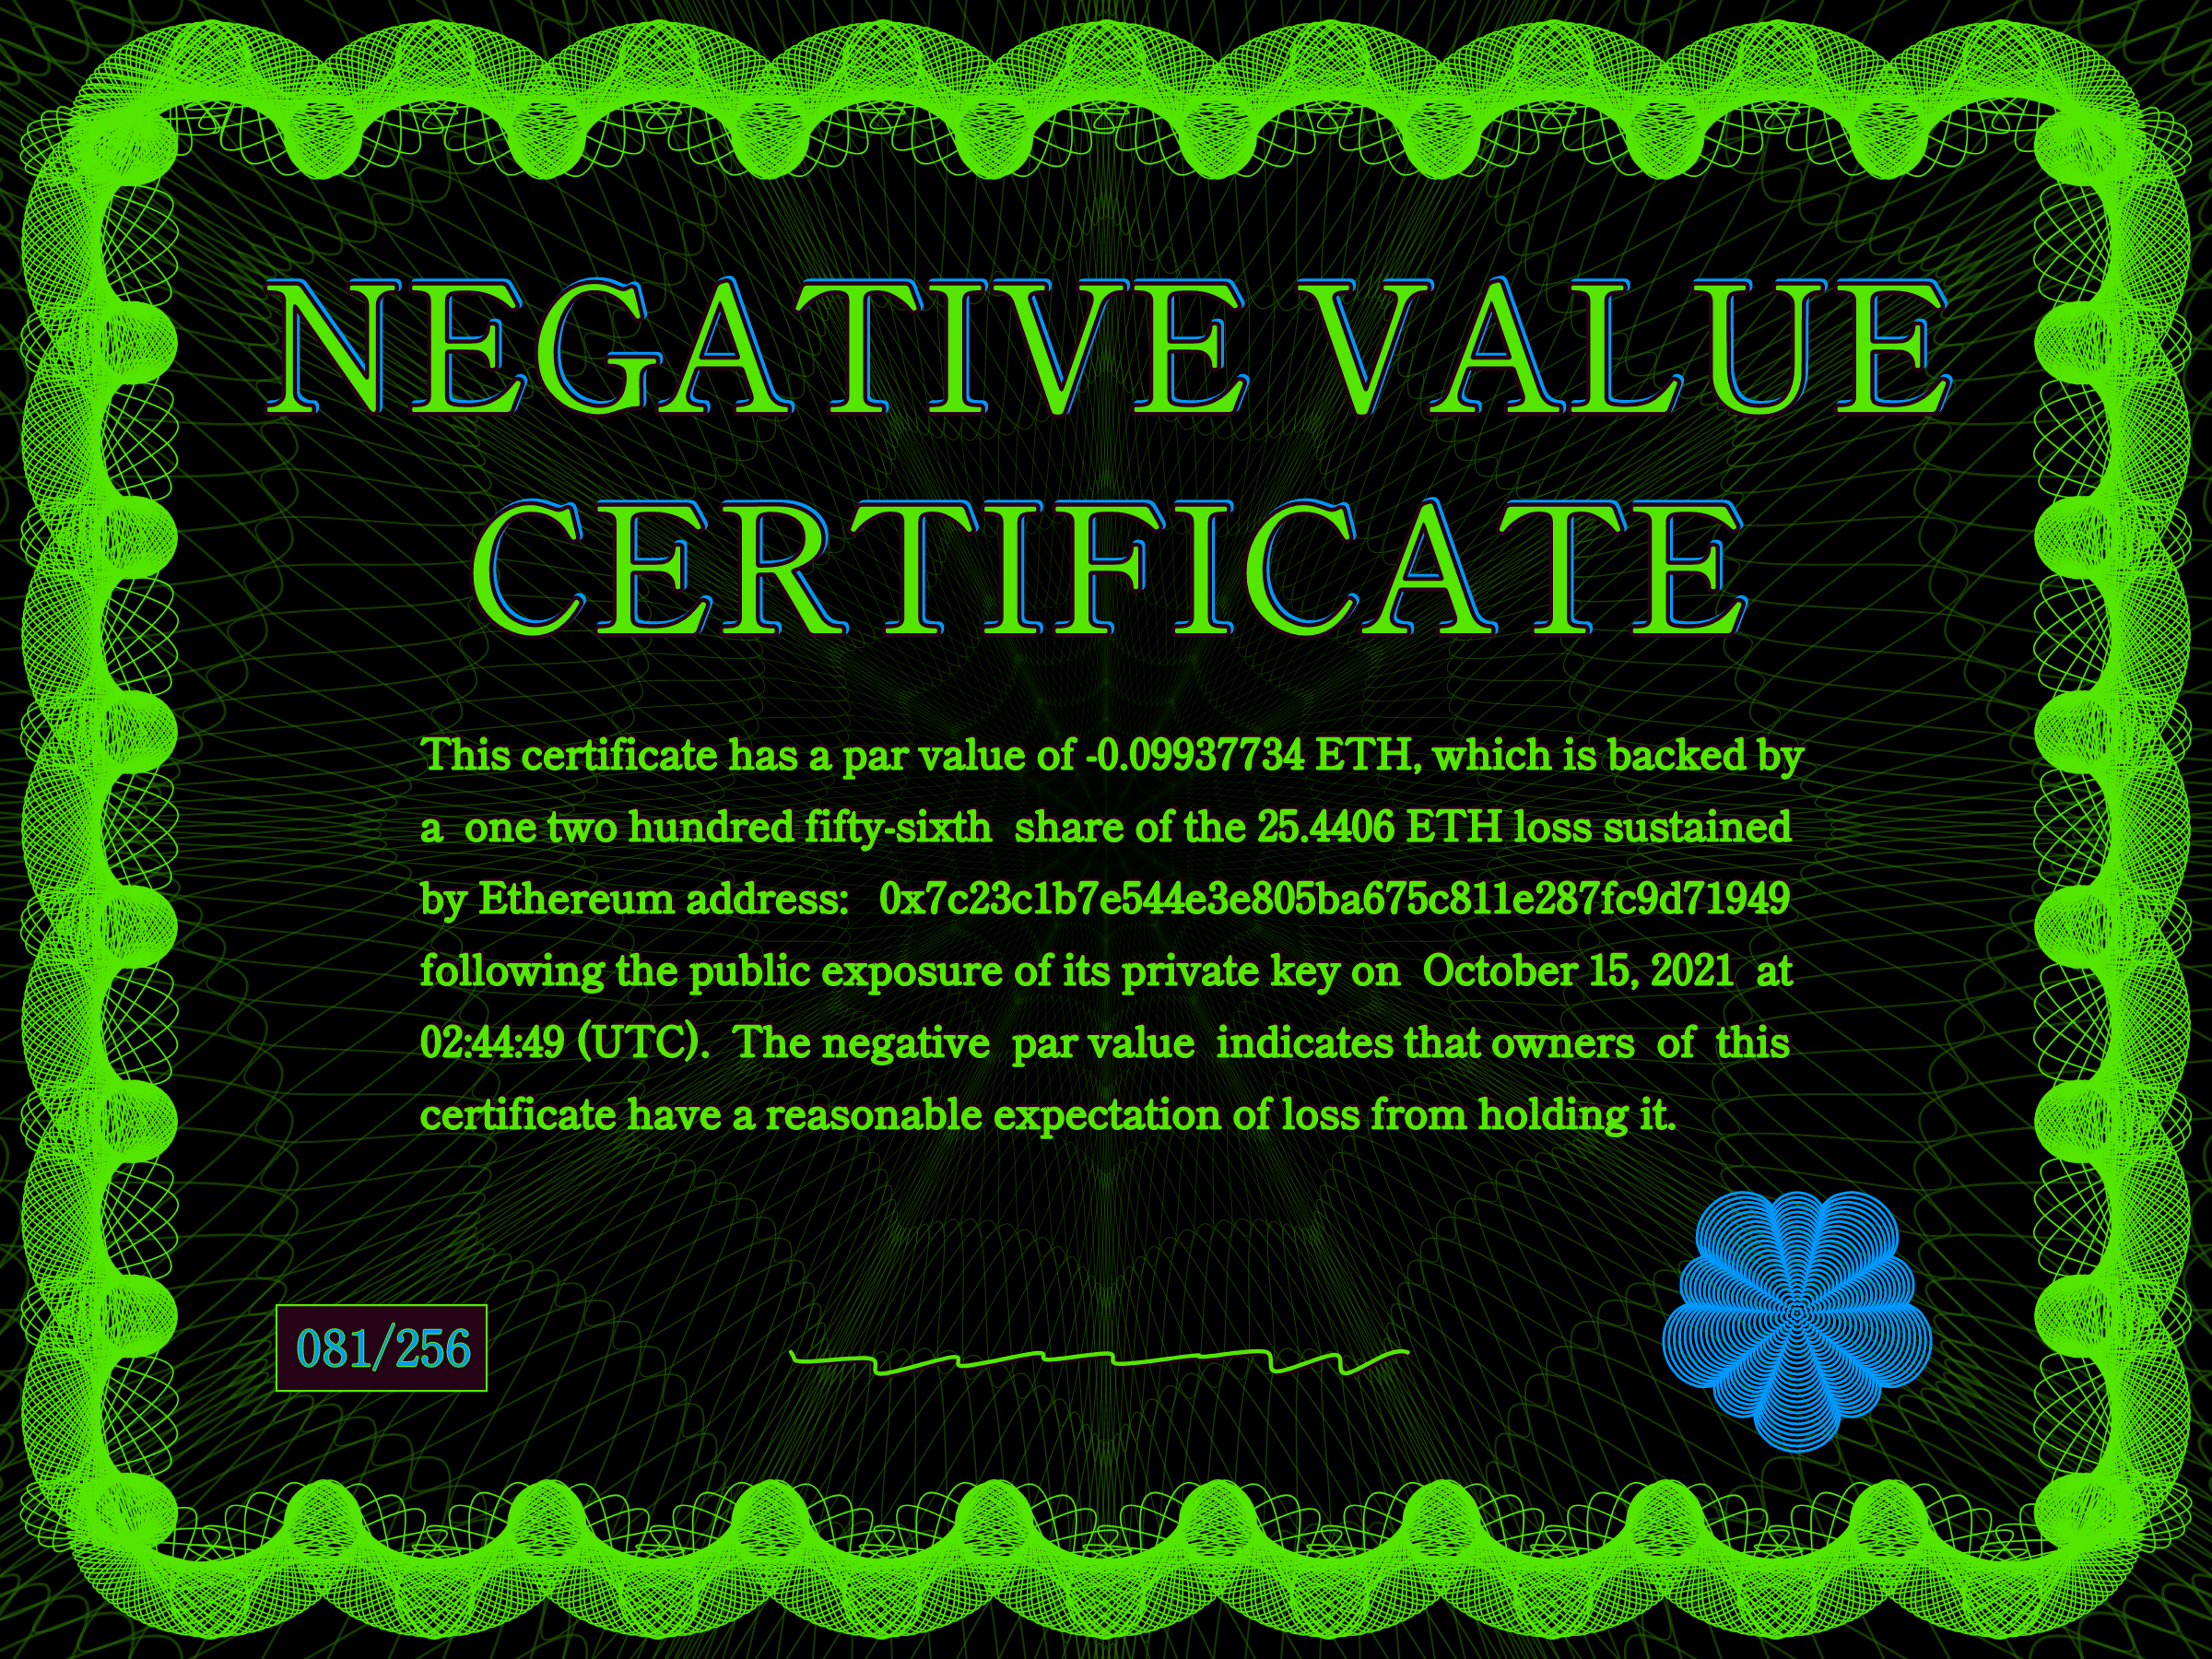 NEGATIVE VALUE
CERTIFICATE
This certificate has a par value of -0.09937734 ETH, which is backed by
a one two hundred fifty-sixth share of the 25.4406 ETH loss sustained
by Ethereum address: 0x7c23c1b7e544e3e805ba675c811e287fc9d71949
following the public exposure of its private key on October 15, 2021 at
02:44:49 (UTC). The negative par value indicates that owners of this
certificate have a reasonable expectation of loss from holding it.
081/256